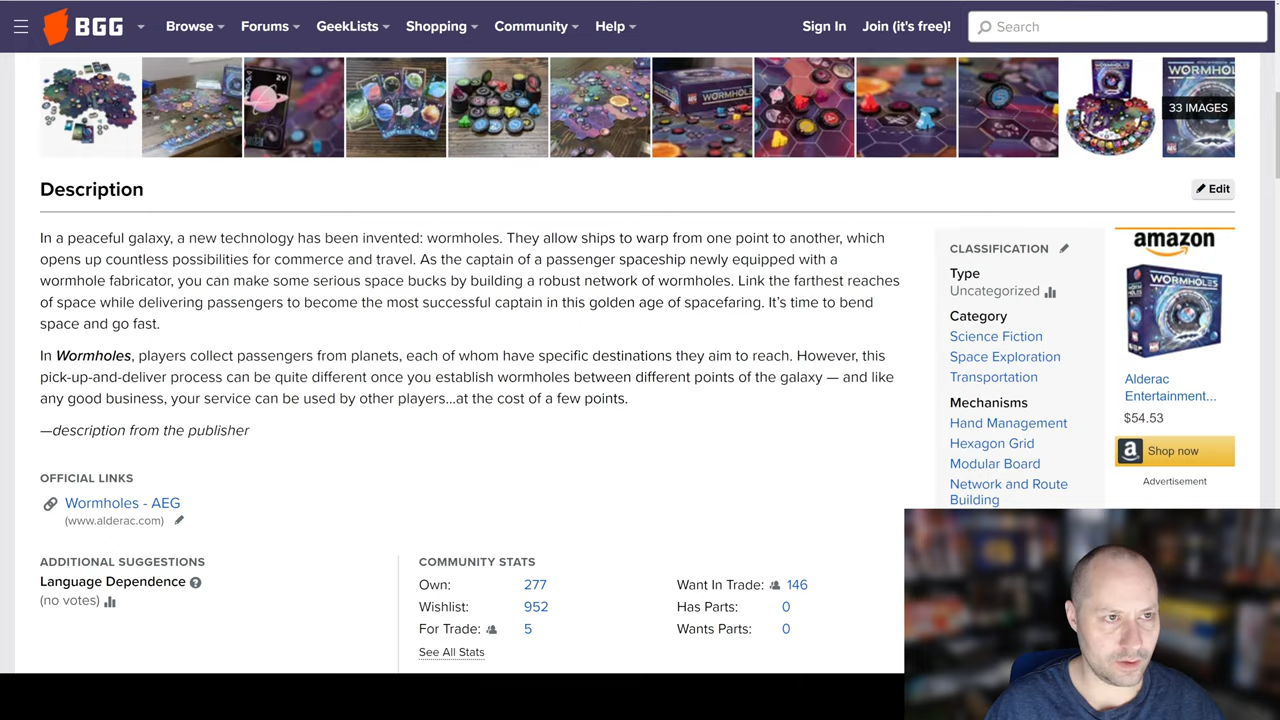 BGG Browse Forums GeekLists Shopping Community Help Sign In Join (it's free)! Search
24
WORMHOLES
WORMHOL
33 IMAGES
Description
Edit
In a peaceful galaxy, a new technology has been invented: wormholes. They allow ships to warp from one point to another, which
opens up countless possibilities for commerce and travel. As the captain of a passenger spaceship newly equipped with a
wormhole fabricator, you can make some serious space bucks by building a robust network of wormholes. Link the farthest reaches
of space while delivering passengers to become the most successful captain in this golden age of spacefaring. It's time to bend
space and go fast.
In Wormholes, players collect passengers from planets, each of whom have specific destinations they aim to reach. However, this
pick-up-and-deliver process can be quite different once you establish wormholes between different points of the galaxy — and like
any good business, your service can be used by other players...at the cost of a few points.
—description from the publisher
OFFICIAL LINKS
Wormholes - AEG
(www.alderac.com)
ADDITIONAL SUGGESTIONS
Language Dependence ?
(no votes)
COMMUNITY STATS
Own: 277
Wishlist: 952
For Trade: 5
See All Stats
Want In Trade: 146
Has Parts: 0
Wants Parts: 0
CLASSIFICATION
Type
Uncategorized
Category
Science Fiction
Space Exploration
Transportation
Mechanisms
Hand Management
Hexagon Grid
Modular Board
Network and Route
Building
amazon
WORMHOLES
Alderac
Entertainment...
$54.53
a Shop now
Advertisement